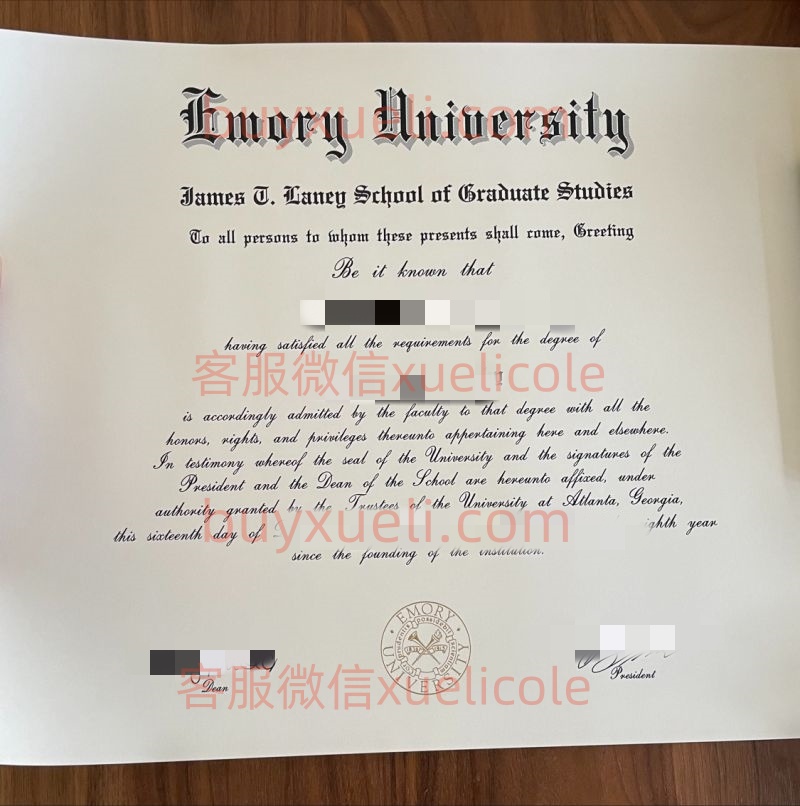 Emory University
buyxueli.com
James T. Laney School of Graduate Studies
To all persons to whom these presents shall come, Greeting
Be it known that
having satisfied all the requirements for the degree of
客服微信xuelicole
is accordingly admitted by the faculty to that degree with all the
honors, rights, and privileges thereunto appertaining here and elsewhere.
In testimony whereof the seal of the University and the signatures of the
President and the Dean of the School are hereunto affixed, under
authority granted by the Trustees of the University at Atlanta, Georgia,
buyxueli.com
this sixteenth day of ighth year
since the founding of the institution.
EMORY UNIVERSITY
客服微信xuelicole
Dean
President